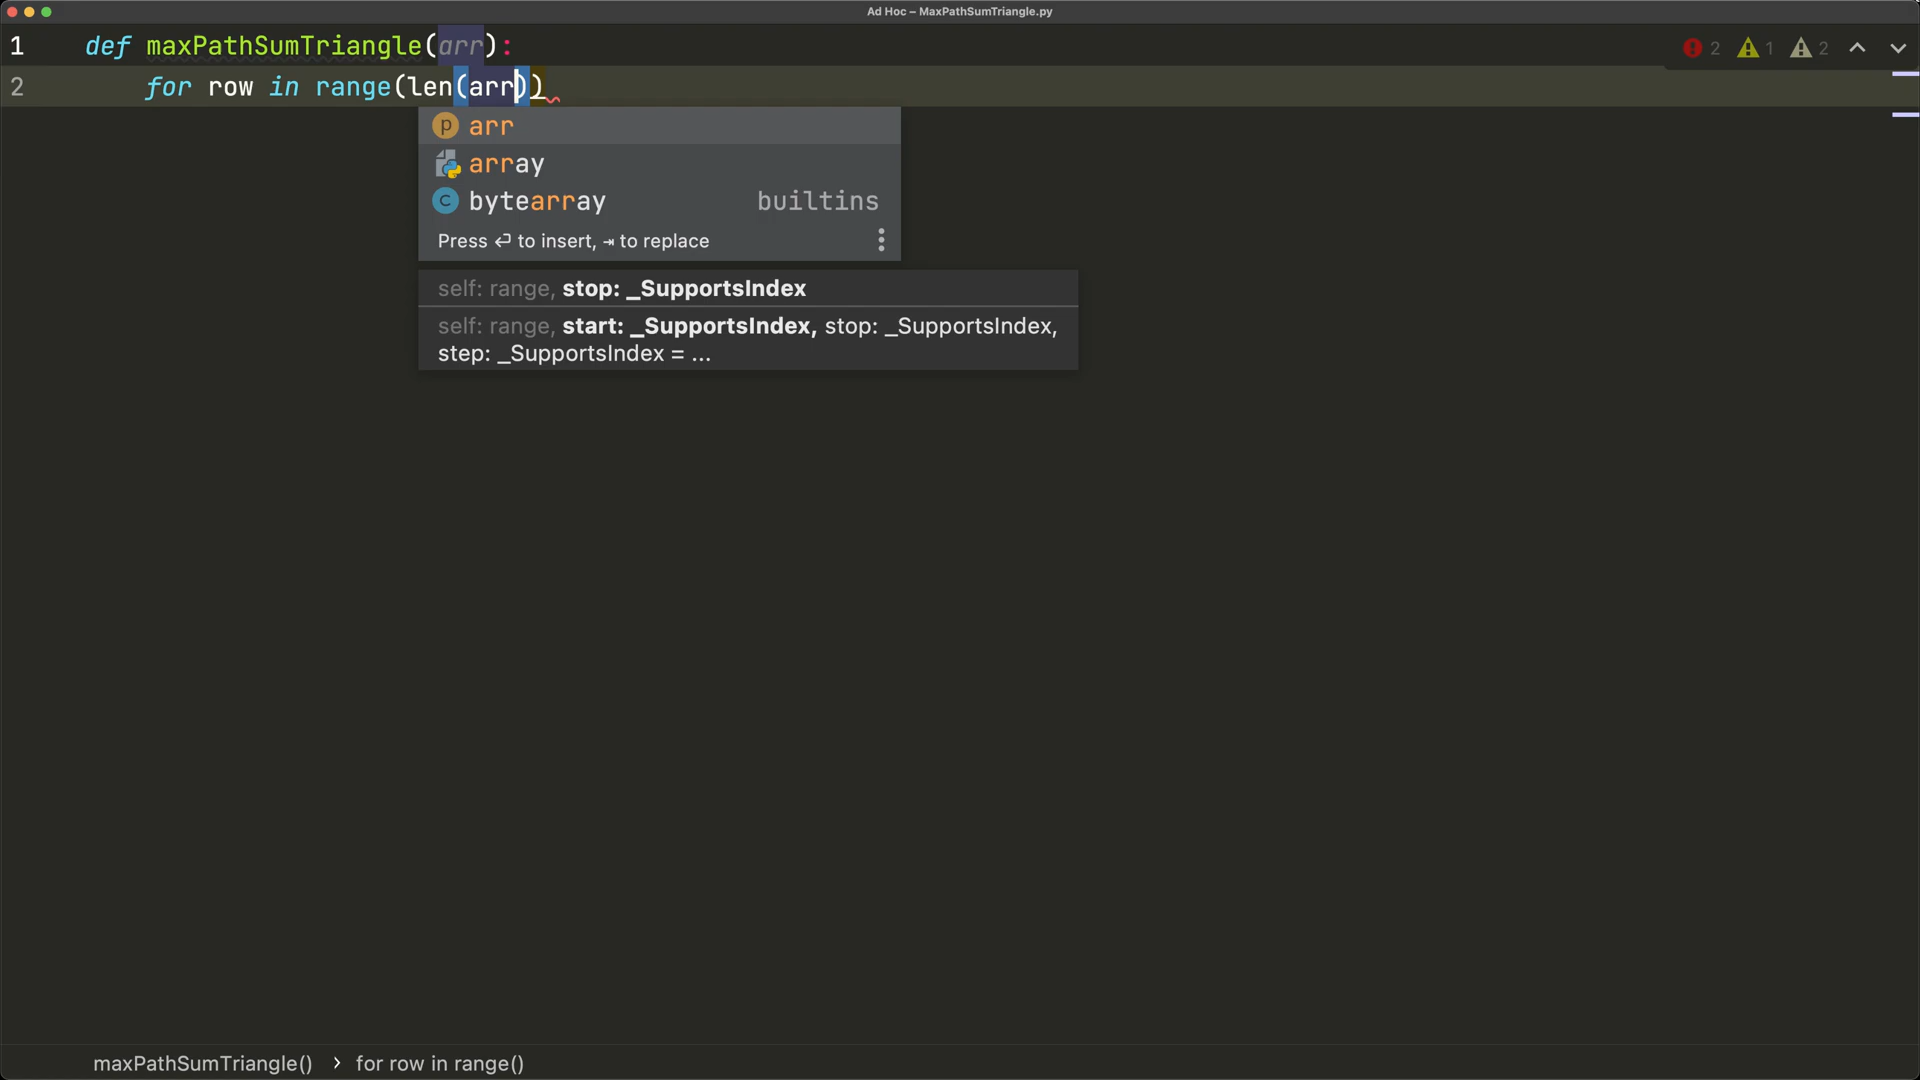 Ad Hoc – MaxPathSumTriangle.py
1 def maxPathSumTriangle(arr):
2 1 2
2 for row in range(len(arr))
p arr
array
c bytearray builtins
Press ↩ to insert, ⇥ to replace
self: range, stop: _SupportsIndex
self: range, start: _SupportsIndex, stop: _SupportsIndex,
step: _SupportsIndex = ...
maxPathSumTriangle() › for row in range()